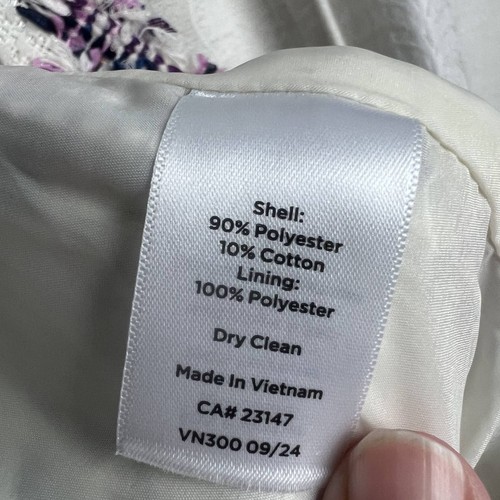 Shell:
90% Polyester
10% Cotton
Lining:
100% Polyester
Dry Clean
Made In Vietnam
CA# 23147
VN300 09/24